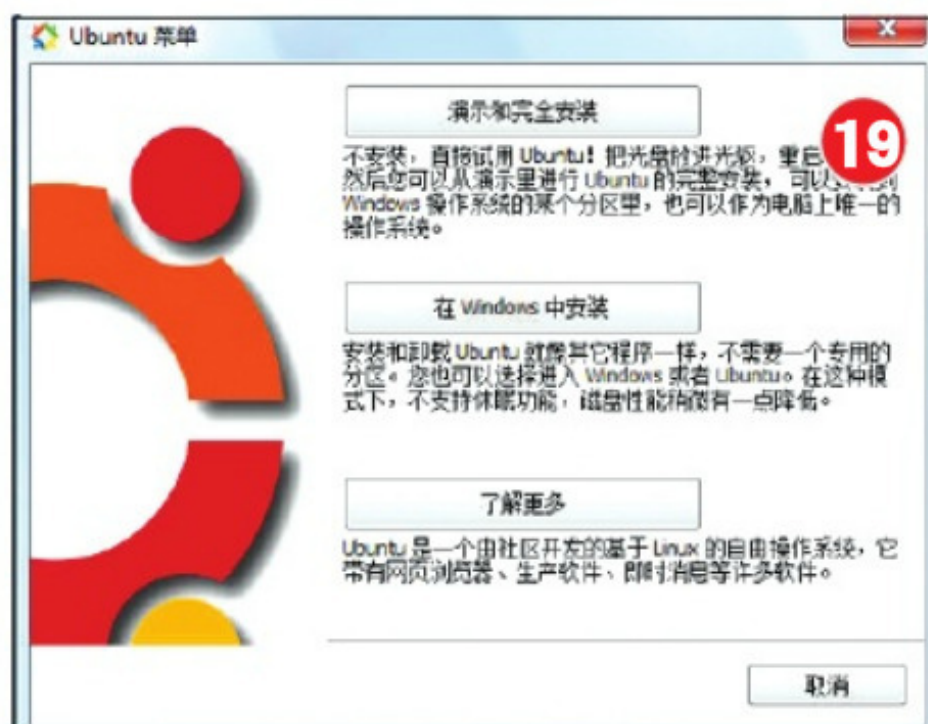 Ubuntu 菜单
演示和完全安装
19
不安装，直接试用 Ubuntu！把光盘放进光驱，重启
然后您可以从演示里进行 Ubuntu 的完整安装，可以
Windows 操作系统的某个分区里，也可以作为电脑上唯一的
操作系统。
在 Windows 中安装
安装和卸载 Ubuntu 就像其它程序一样，不需要一个专用的
分区。您也可以选择进入 Windows 或者 Ubuntu。在这种模
式下，不支持休眠功能，磁盘性能稍微有一点降低。
了解更多
Ubuntu 是一个由社区开发的基于 Linux 的自由操作系统，它
带有网页浏览器、生产软件、即时消息等许多软件。
取消